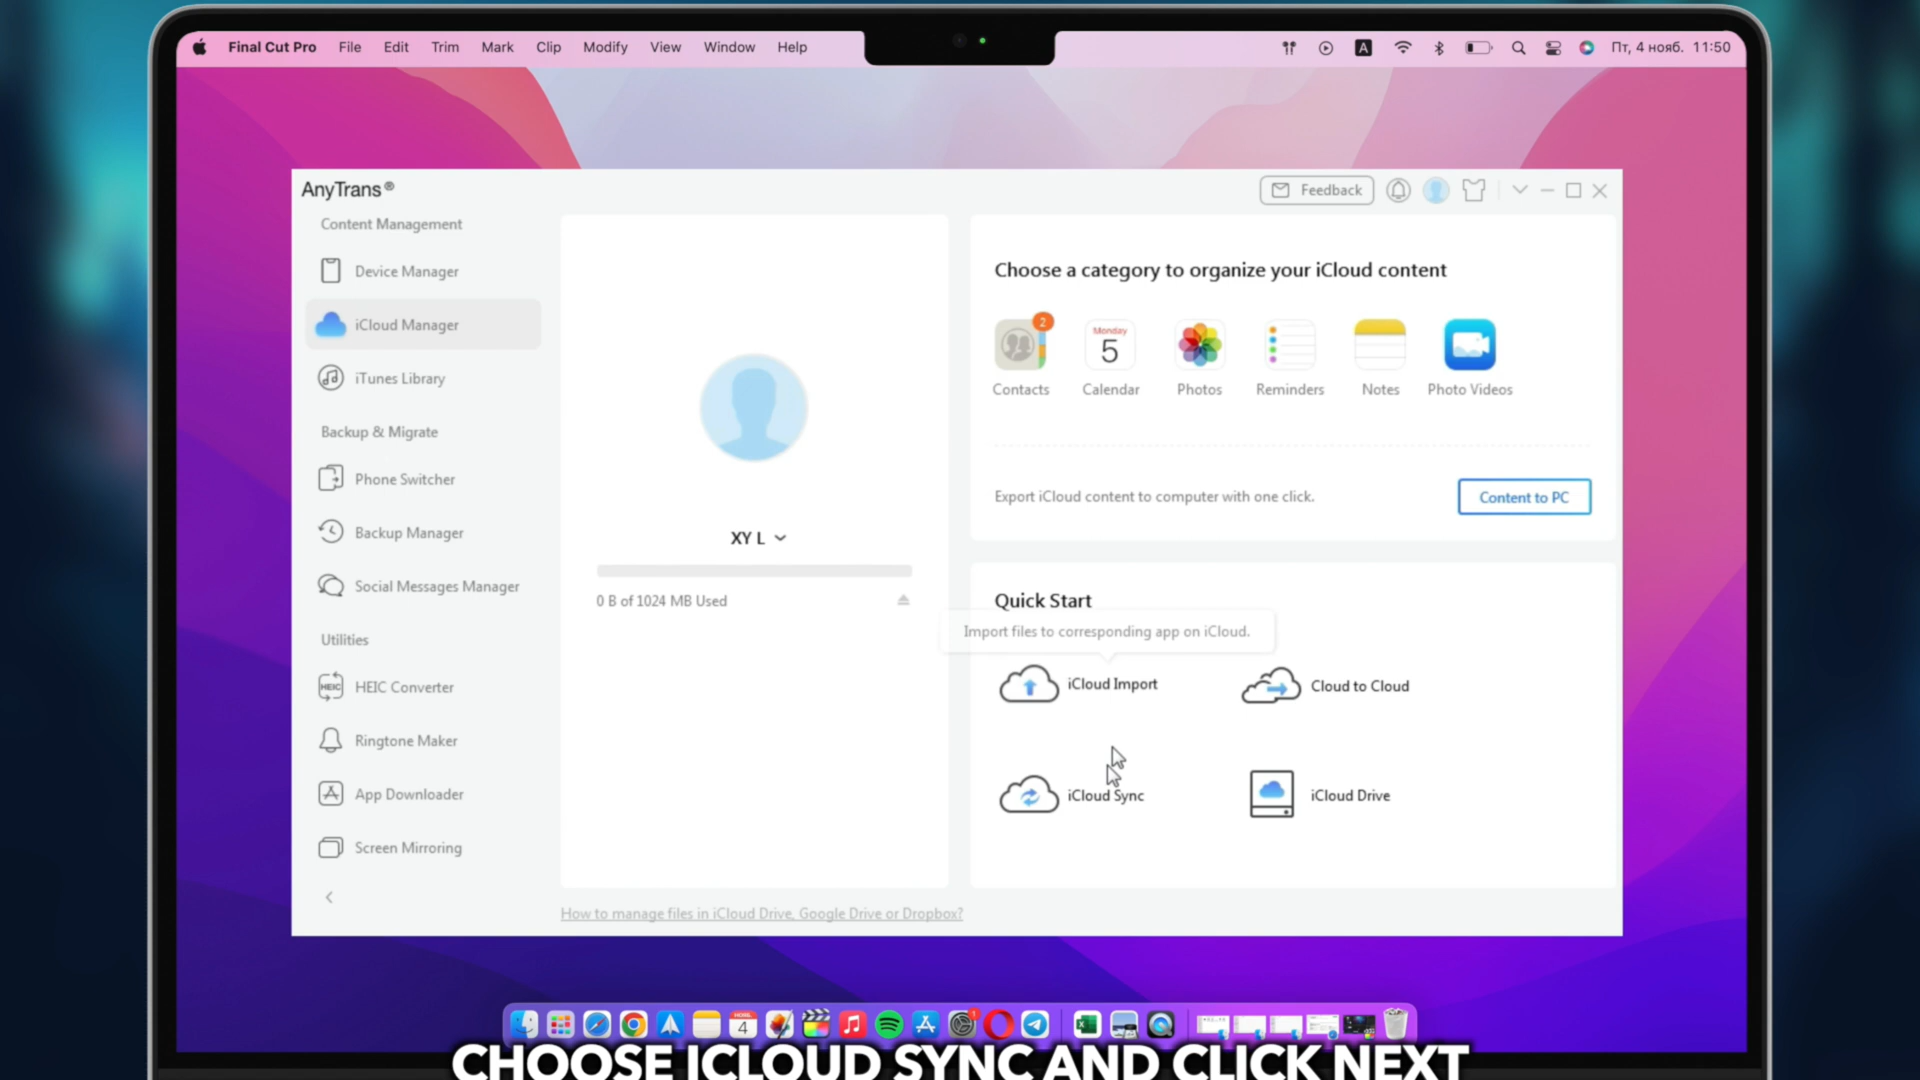 Final Cut Pro File Edit Trim Mark Clip Modify View Window Help
A Пт, 4 нояб. 11:50
AnyTrans®
Feedback
Content Management
Device Manager
iCloud Manager
iTunes Library
Backup & Migrate
Phone Switcher
Backup Manager
Social Messages Manager
Utilities
HEIC
HEIC Converter
Ringtone Maker
App Downloader
Screen Mirroring
XY L
0 B of 1024 MB Used
Choose a category to organize your iCloud content
2
Monday
5
Contacts Calendar Photos Reminders Notes Photo Videos
Export iCloud content to computer with one click.
Content to PC
Quick Start
Import files to corresponding app on iCloud.
iCloud Import
Cloud to Cloud
iCloud Sync
iCloud Drive
How to manage files in iCloud Drive, Google Drive or Dropbox?
4
1
CHOOSE ICLOUD SYNC AND CLICK NEXT